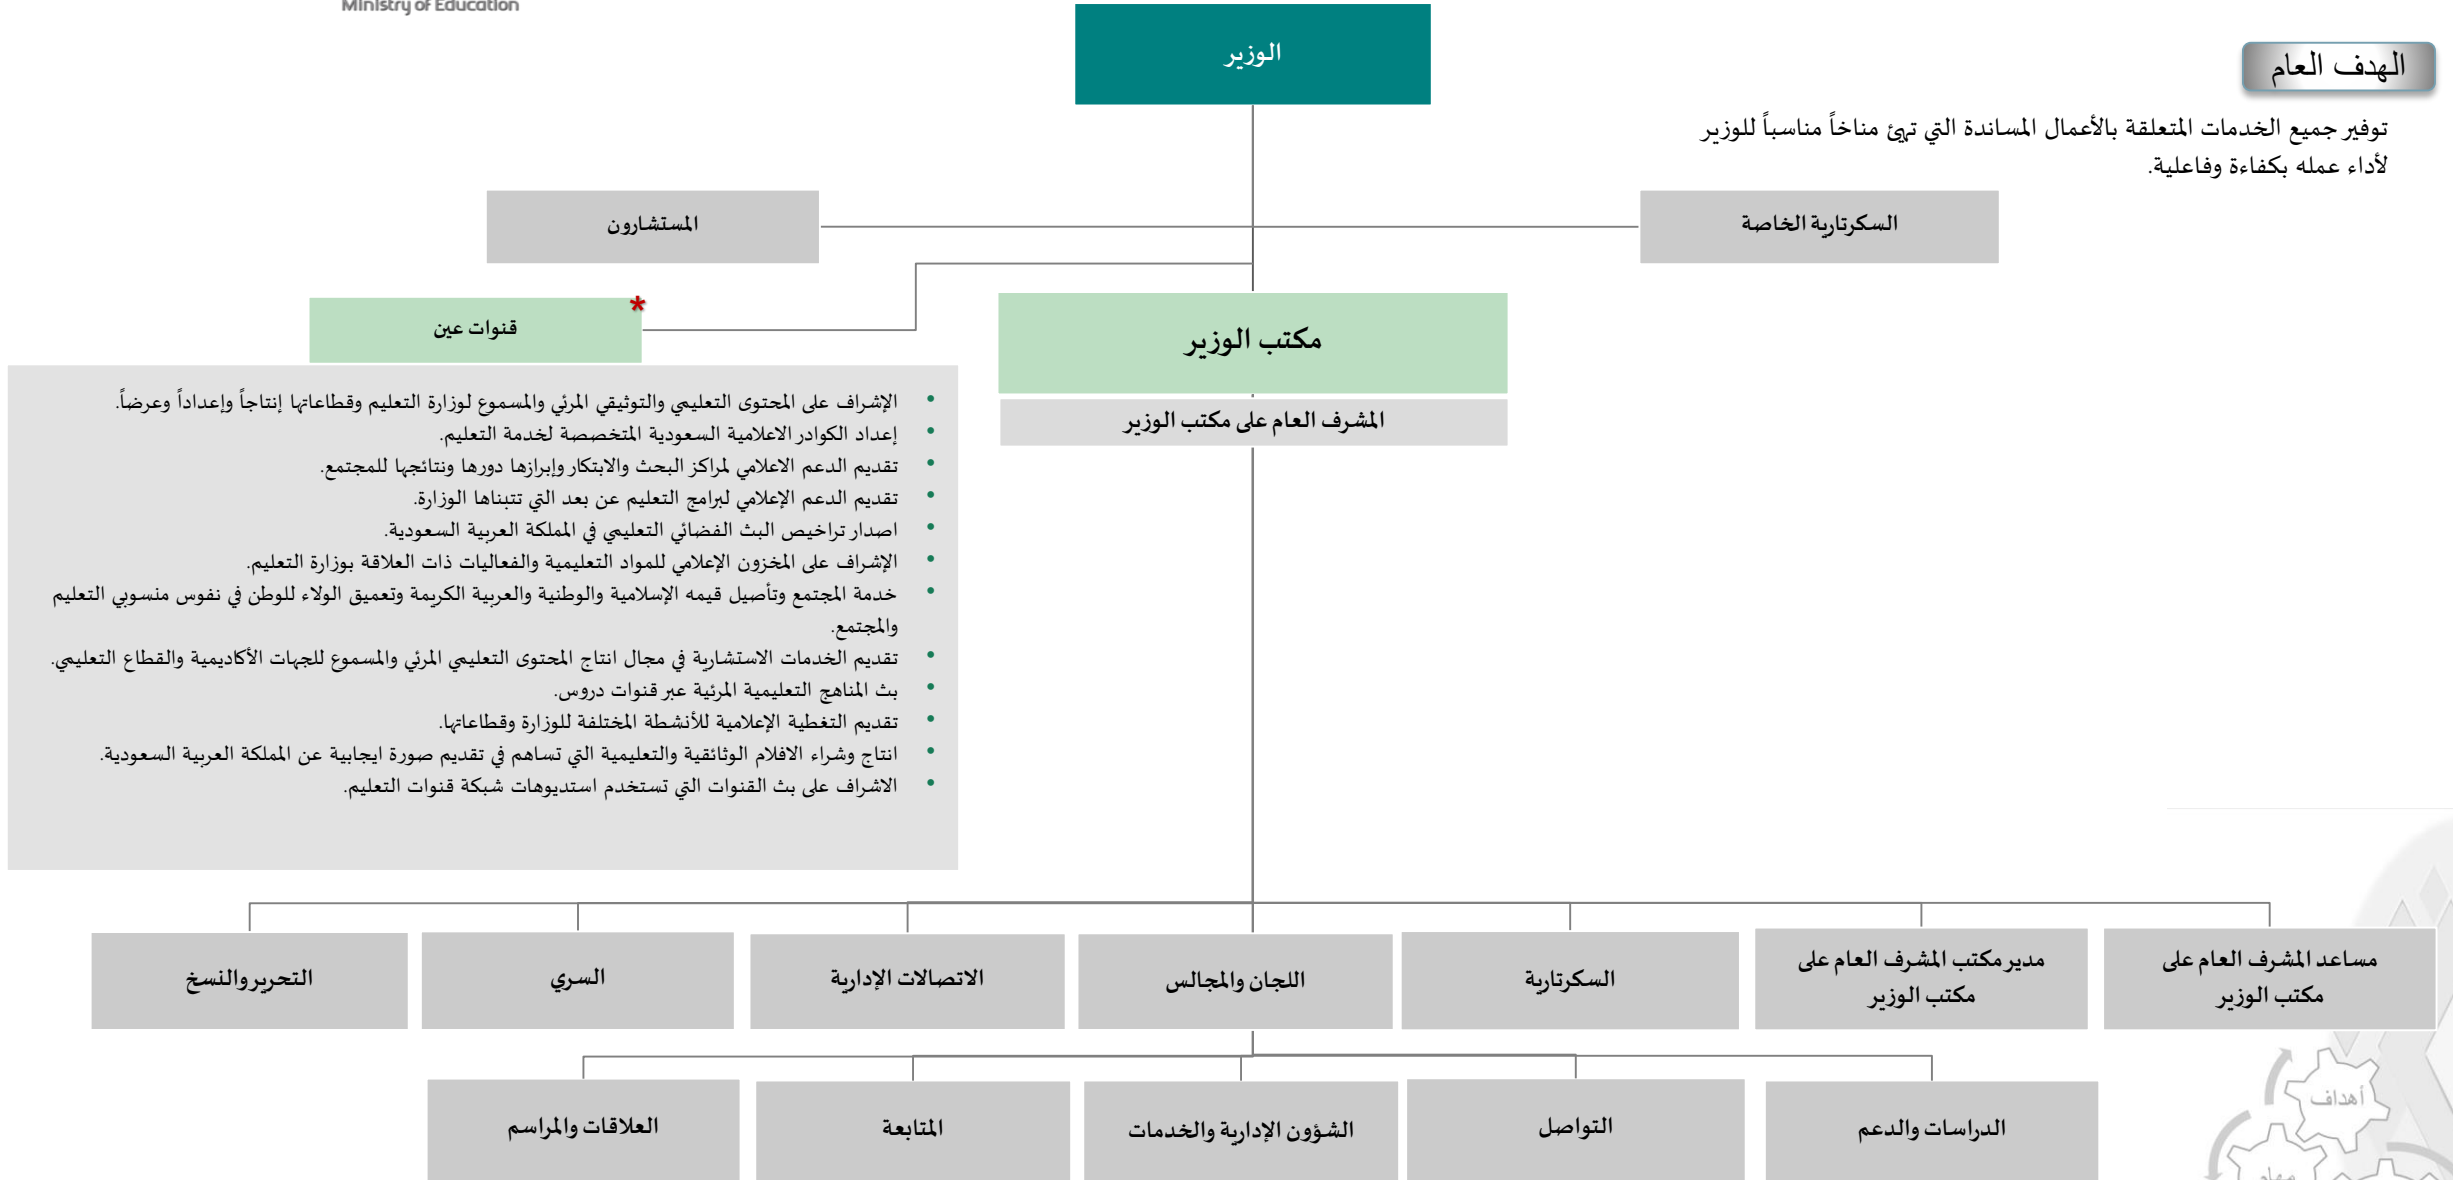 Ministry of Education
الوزير
الهدف العام
توفير جميع الخدمات المتعلقة بالأعمال المساندة التي تهئ مناخاً مناسباً للوزير
لأداء عمله بكفاءة وفاعلية.
السكرتارية الخاصة
المستشارون
مكتب الوزير
المشرف العام على مكتب الوزير
*
قنوات عين
• الإشراف على المحتوى التعليمي والتوثيقي المرئي والمسموع لوزارة التعليم وقطاعاتها إنتاجاً وإعداداً وعرضاً.
• إعداد الكوادر الاعلامية السعودية المتخصصة لخدمة التعليم.
• تقديم الدعم الاعلامي لمراكز البحث والابتكار وإبرازها دورها ونتائجها للمجتمع.
• تقديم الدعم الإعلامي لبرامج التعليم عن بعد التي تتبناها الوزارة.
• اصدار تراخيص البث الفضائي التعليمي في المملكة العربية السعودية.
• الإشراف على المخزون الإعلامي للمواد التعليمية والفعاليات ذات العلاقة بوزارة التعليم.
• خدمة المجتمع وتأصيل قيمه الإسلامية والوطنية والعربية الكريمة وتعميق الولاء للوطن في نفوس منسوبي التعليم
والمجتمع.
• تقديم الخدمات الاستشارية في مجال انتاج المحتوى التعليمي المرئي والمسموع للجهات الأكاديمية والقطاع التعليمي.
• بث المناهج التعليمية المرئية عبر قنوات دروس.
• تقديم التغطية الإعلامية للأنشطة المختلفة للوزارة وقطاعاتها.
• انتاج وشراء الافلام الوثائقية والتعليمية التي تساهم في تقديم صورة ايجابية عن المملكة العربية السعودية.
• الاشراف على بث القنوات التي تستخدم استديوهات شبكة قنوات التعليم.
مساعد المشرف العام على
مكتب الوزير
مدير مكتب المشرف العام على
مكتب الوزير
السكرتارية
اللجان والمجالس
الاتصالات الإدارية
السري
التحرير والنسخ
الدراسات والدعم
التواصل
الشؤون الإدارية والخدمات
المتابعة
العلاقات والمراسم
أهداف
مهام